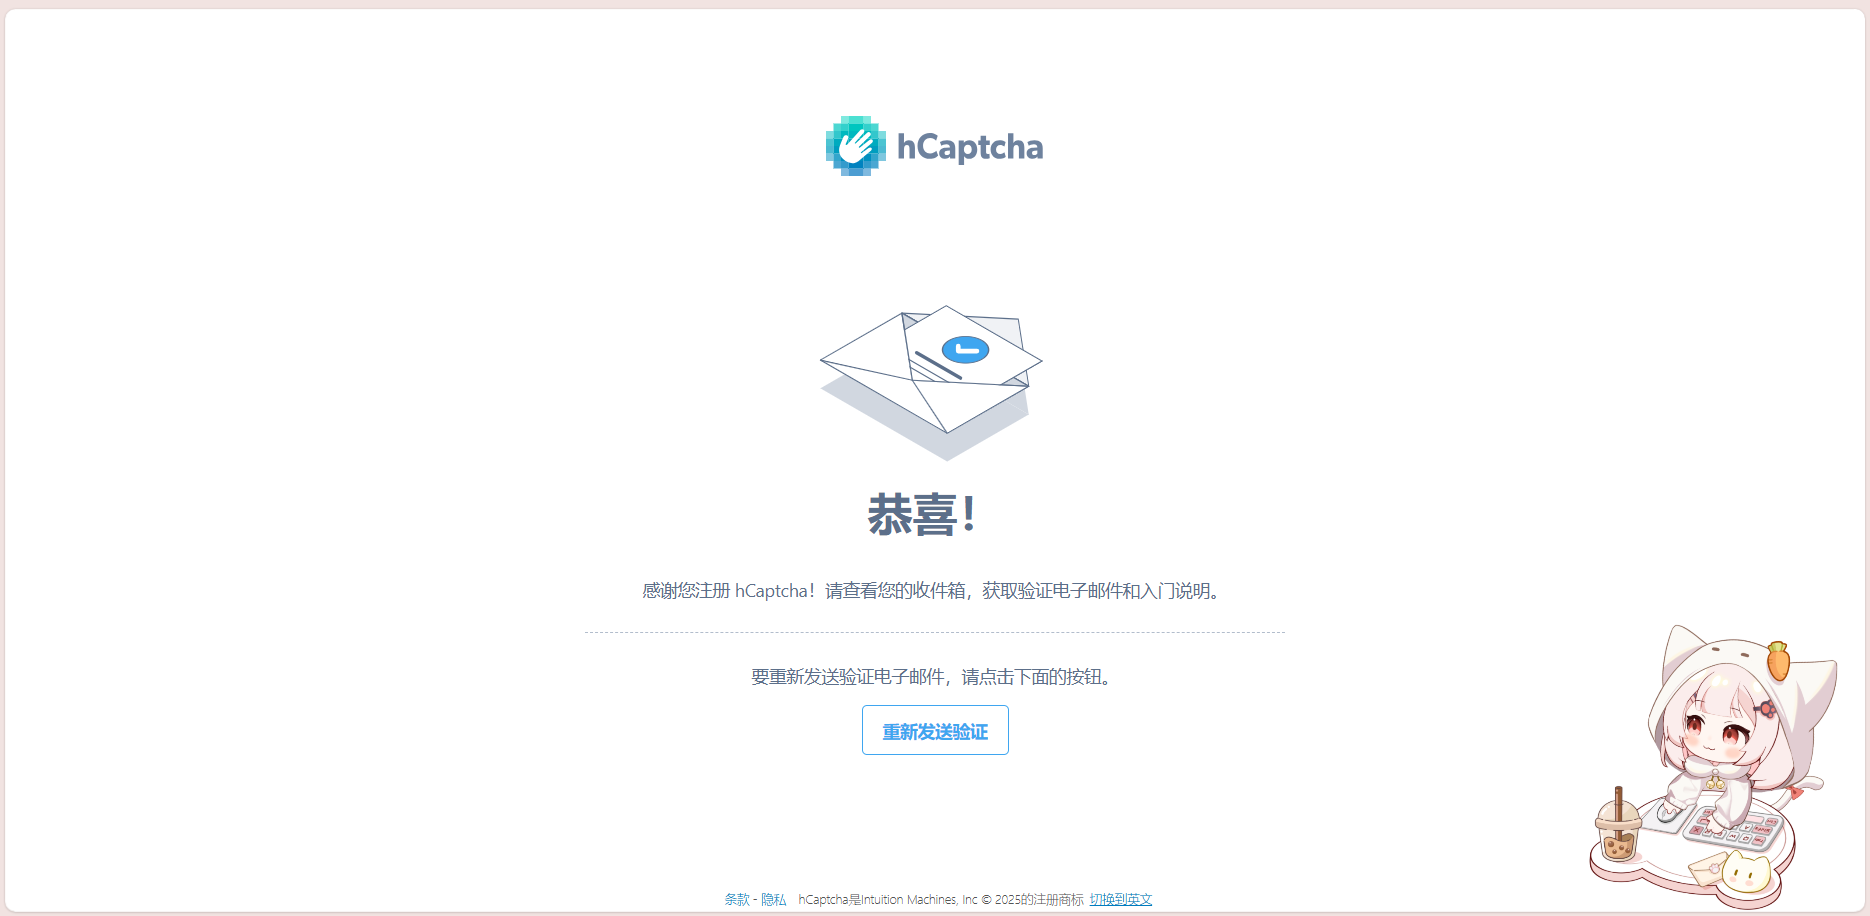 hCaptcha
恭喜！
感谢您注册 hCaptcha！请查看您的收件箱，获取验证电子邮件和入门说明。
要重新发送验证电子邮件，请点击下面的按钮。
重新发送验证
条款 - 隐私 hCaptcha是Intuition Machines, Inc © 2025的注册商标 切换到英文